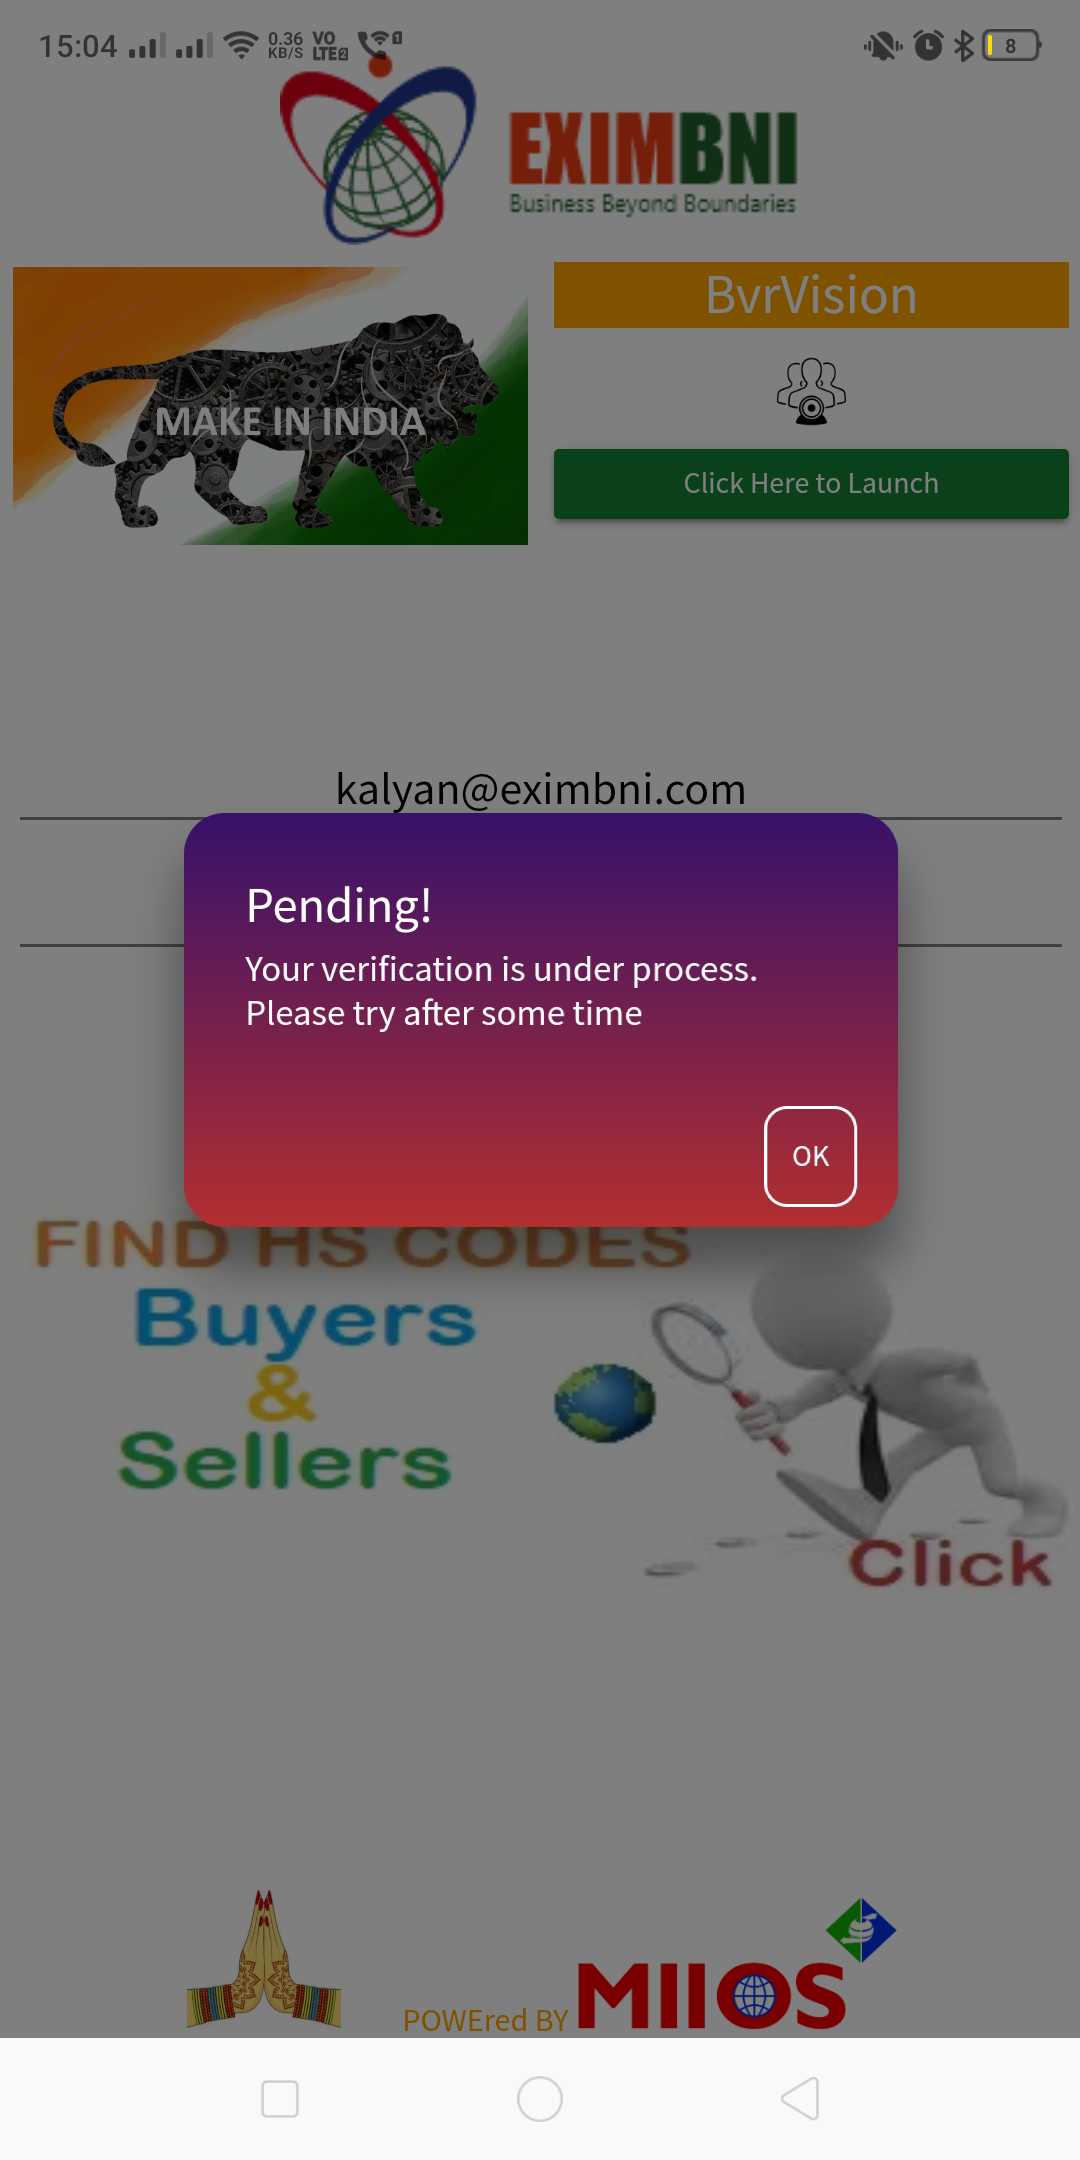 15:04
0.36
KB/S
VO
LTE2
1
8
EXIMBNI
Business Beyond Boundaries
MAKE IN INDIA
BvrVision
Click Here to Launch
kalyan@eximbni.com
Pending!
Your verification is under process.
Please try after some time
OK
FIND HS CODES
Buyers
&
Sellers
Click
POWEred BY MIIOS